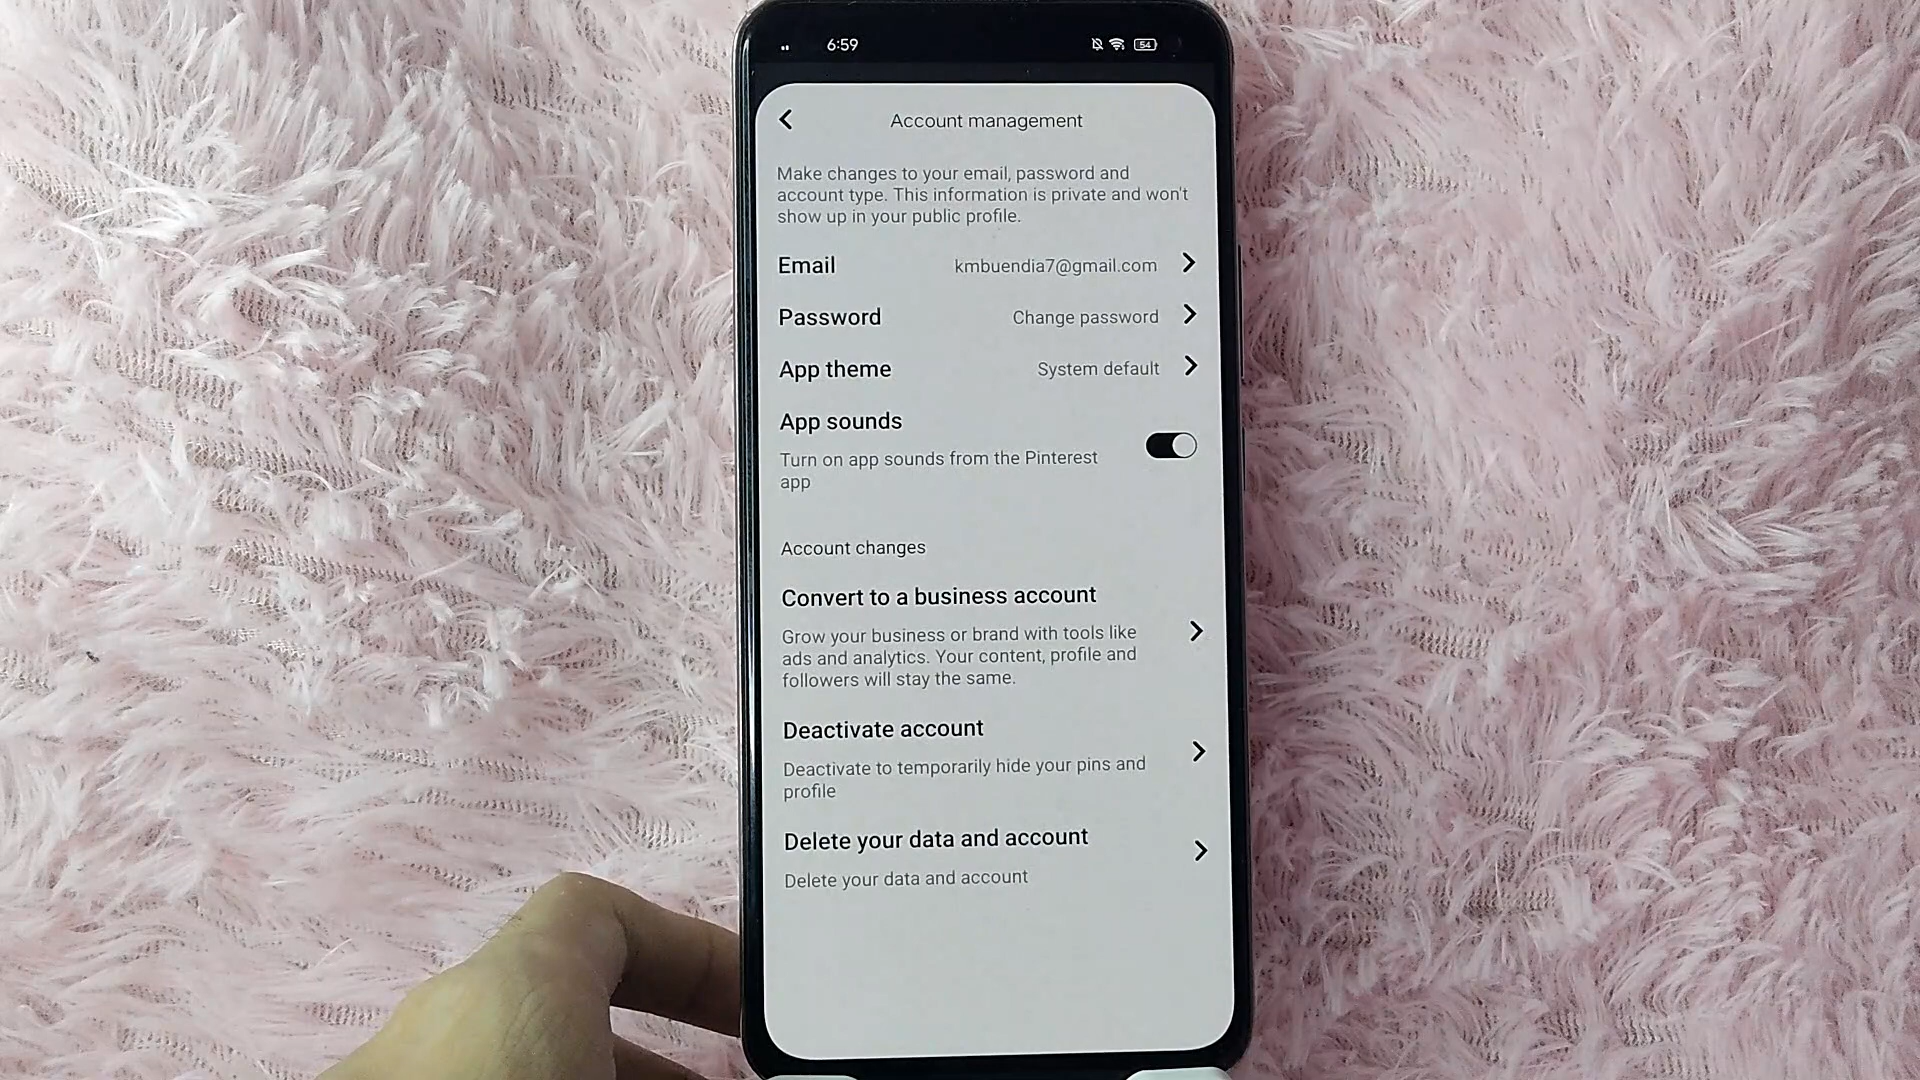 6:59
54
Account management
Make changes to your email, password and
account type. This information is private and won't
show up in your public profile.
Email kmbuendia7@gmail.com
Password Change password
App theme System default
App sounds
Turn on app sounds from the Pinterest
app
Account changes
Convert to a business account
Grow your business or brand with tools like
ads and analytics. Your content, profile and
followers will stay the same.
Deactivate account
Deactivate to temporarily hide your pins and
profile
Delete your data and account
Delete your data and account